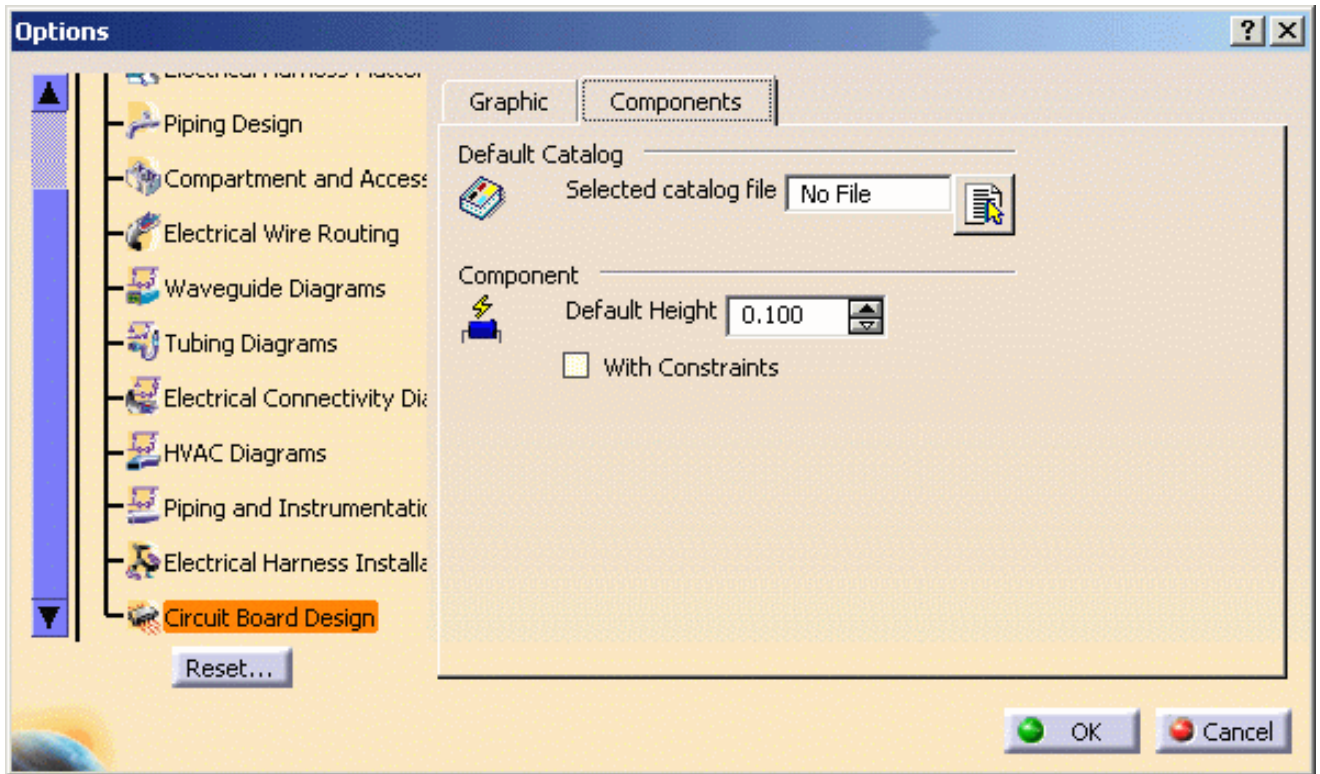 Options
Piping Design
Compartment and Access
Electrical Wire Routing
Waveguide Diagrams
Tubing Diagrams
Electrical Connectivity Dia
HVAC Diagrams
Piping and Instrumentatio
Electrical Harness Installa
Circuit Board Design
Reset...
Graphic
Components
Default Catalog
Selected catalog file
No File
Component
Default Height
0.100
With Constraints
OK
Cancel